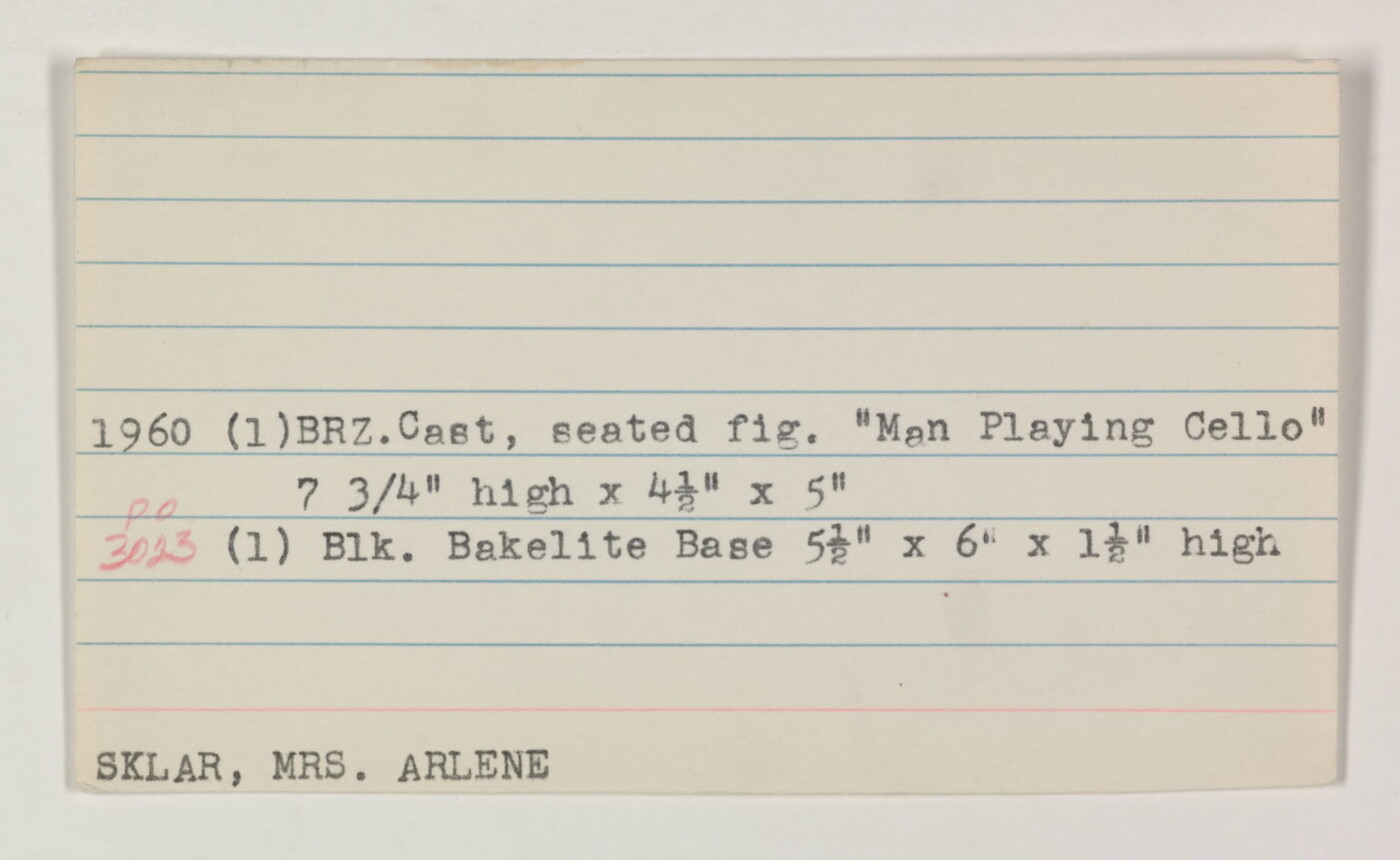 1960 (1)BRZ.Cast, seated fig. "Man Playing Cello"
7 3/4" high x 4½" x 5"
PO
3023 (1) Blk. Bakelite Base 5½" x 6" x 1½" high
SKLAR, MRS. ARLENE